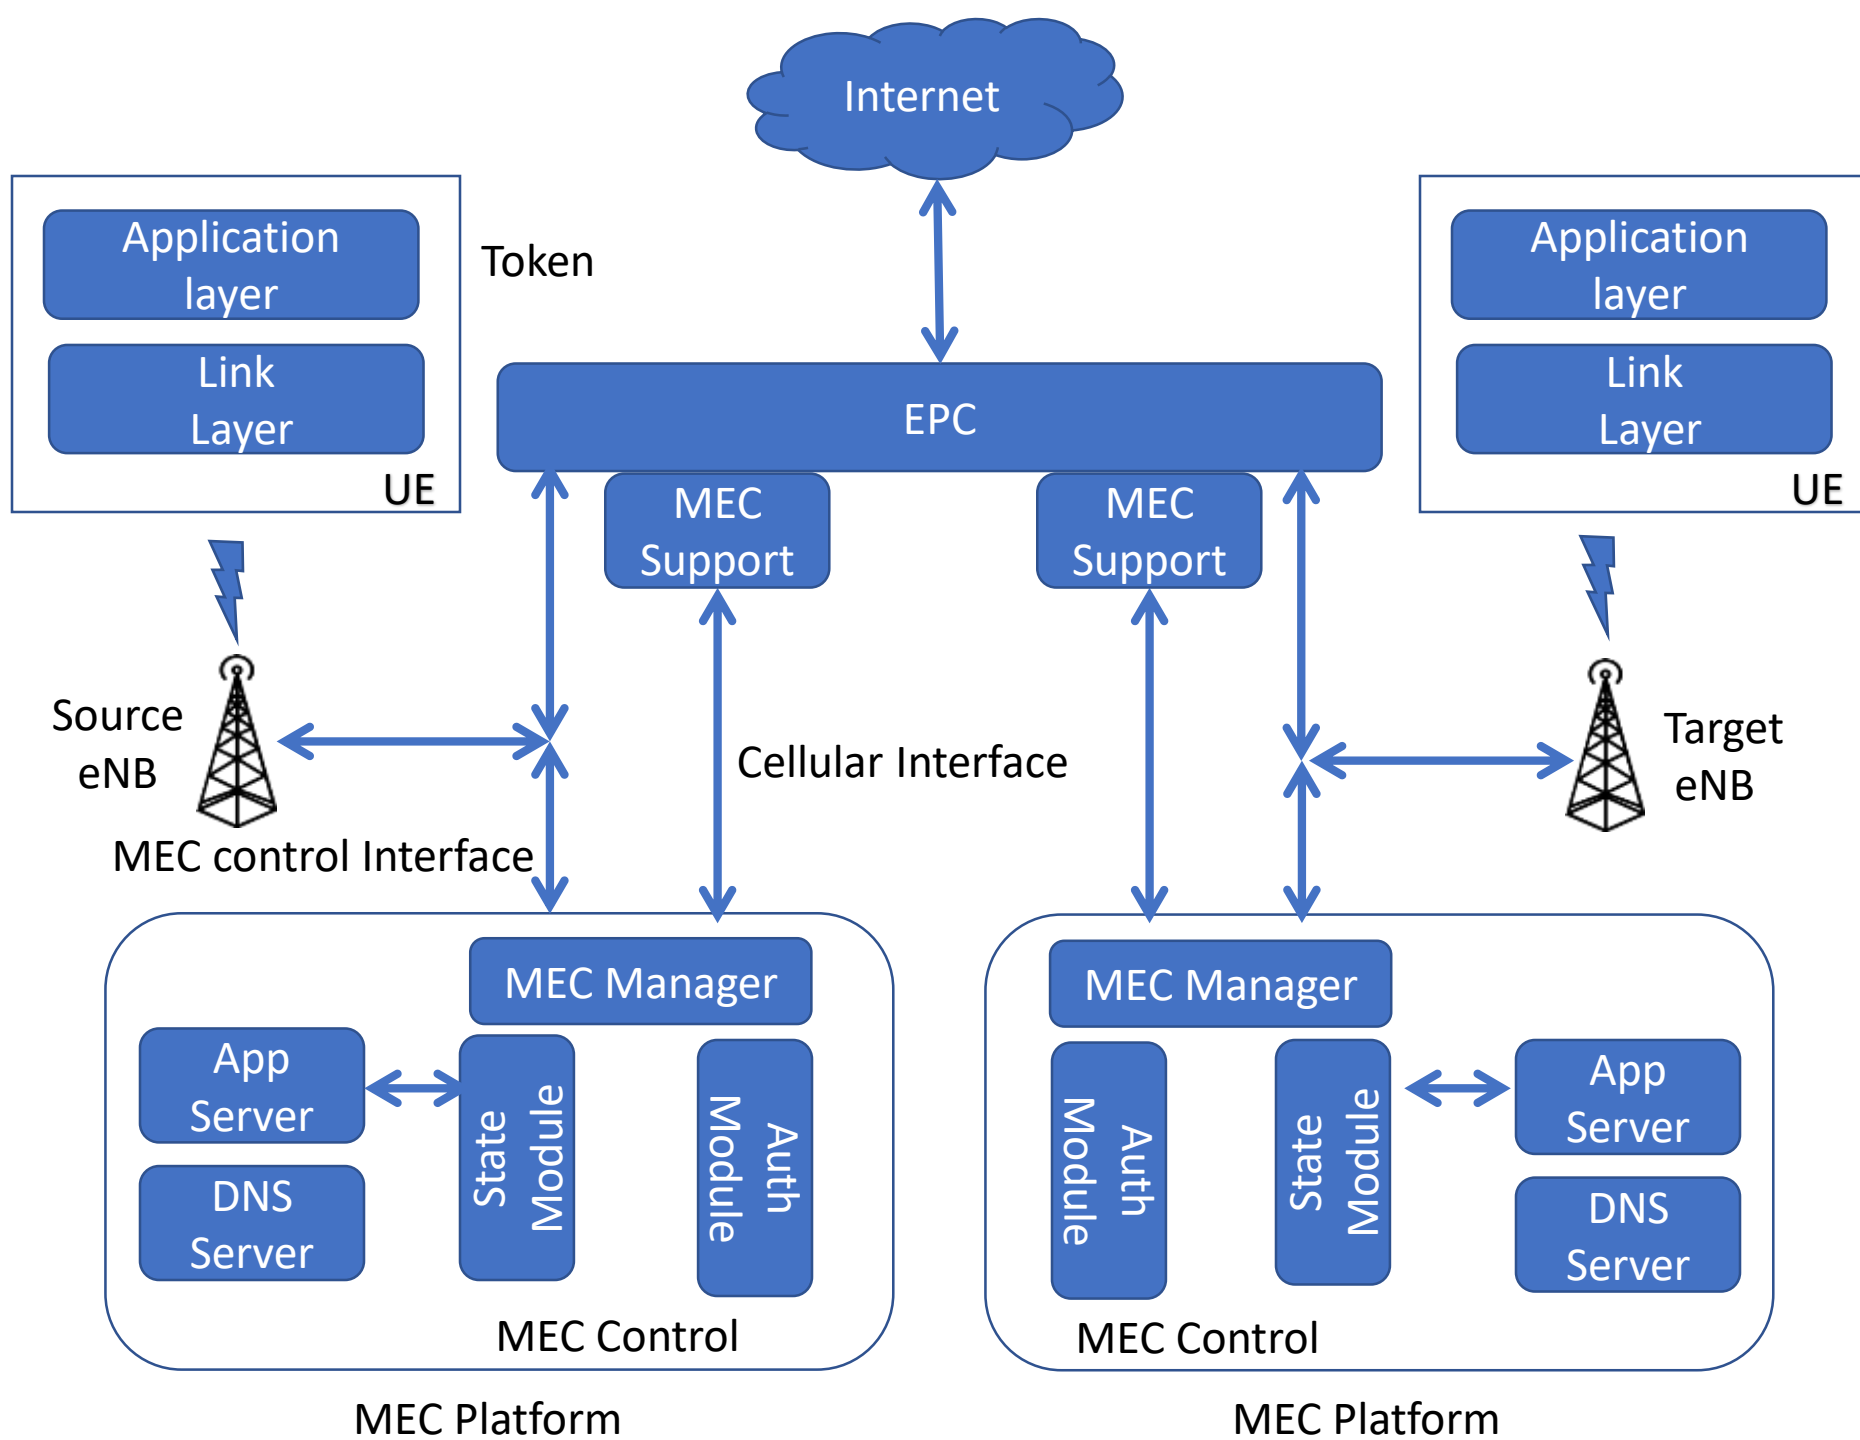 Internet
Application
layer
Link
Layer
UE
Token
Application
layer
Link
Layer
UE
EPC
MEC
Support
MEC
Support
Source
eNB
Cellular Interface
Target
eNB
MEC control Interface
MEC Manager
App
Server
DNS
Server
State
Module
Auth
Module
MEC Control
MEC Platform
MEC Manager
Auth
Module
State
Module
App
Server
DNS
Server
MEC Control
MEC Platform